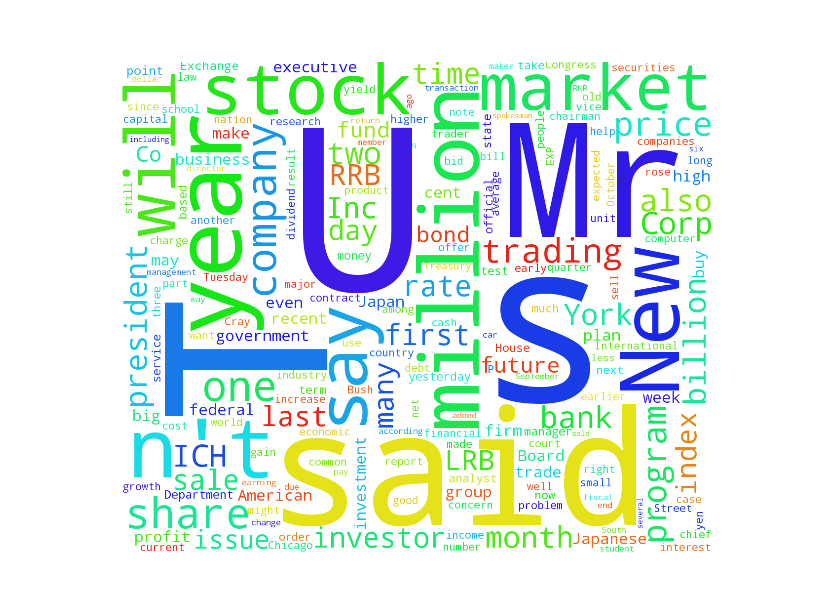 point
dollar
Exchange
law
executive
yield
ago
time
maker
take
Congress
securities
transaction
RNR
old
stock
market
since
school
nation
capital
vice
chairman
including
make
research
higher
note
fund
trader
spokesman
state
people
help
price
companies
return
member
Co
business
two
RRB
cent
bid
bill
official
average
EXP
six
rose
long
will
year
company
U
million
Mr
director
still
based
another
dividend
result
product
Inc
day
bond
expected
October
unit
high
also
Corp
computer
charge
money
offer
Treasury
trading
test
early
quarter
sell
buy
may
management
Tuesday
major
part
way
contract
even
Japan
rate
among
cash
S
much
New
president
three
service
Cray
want
recent
government
T
say
use
first
country
many
car
House
future
P
September
York
plan
International
less
next
billion
week
one
industry
term
Bush
debt
yesterday
earlier
big
federal
increase
last
net
added
bank
cost
world
n't
said
according
financial
firm
manager
sold
made
court
gain
economic
ICH
LRB
Board
right
program
index
sale
investment
common
pay
report
analyst
trade
now
well
small
growth
Department
earning
due
American
good
group
concern
problem
fiscal
end
case
Street
share
might
change
several
yen
profit
order
issue
investor
income
number
month
South
student
Japanese
chief
interest
current
Chicago